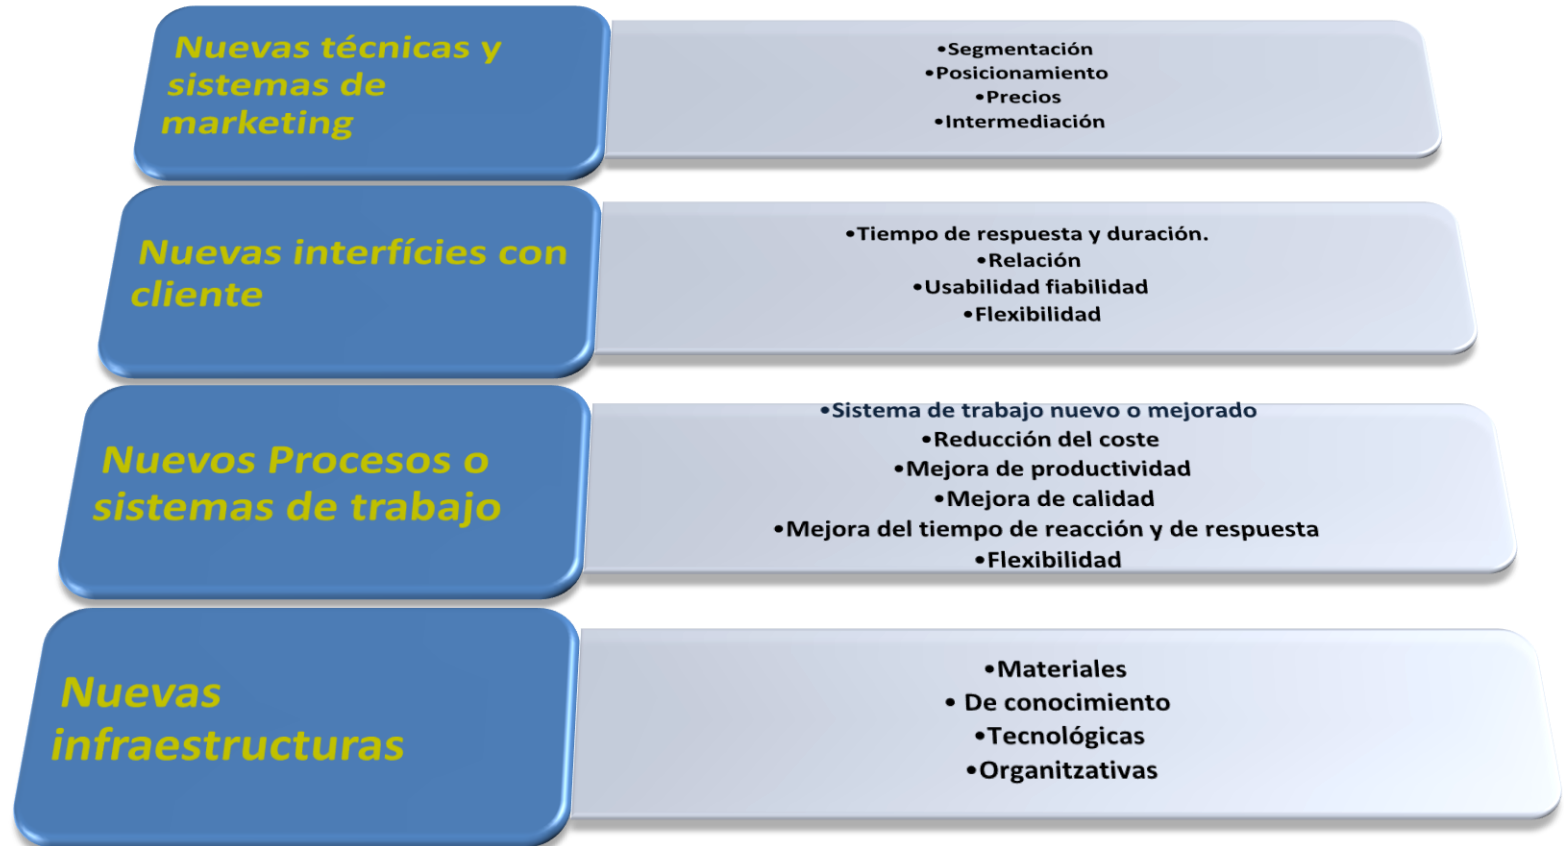 Nuevas técnicas y
sistemas de
marketing
•Segmentación
•Posicionamiento
•Precios
•Intermediación
Nuevas interfícies con
cliente
•Tiempo de respuesta y duración.
•Relación
•Usabilidad fiabilidad
•Flexibilidad
Nuevos Procesos o
sistemas de trabajo
•Sistema de trabajo nuevo o mejorado
•Reducción del coste
•Mejora de productividad
•Mejora de calidad
•Mejora del tiempo de reacción y de respuesta
•Flexibilidad
Nuevas
infraestructuras
•Materiales
• De conocimiento
•Tecnológicas
•Organitzativas